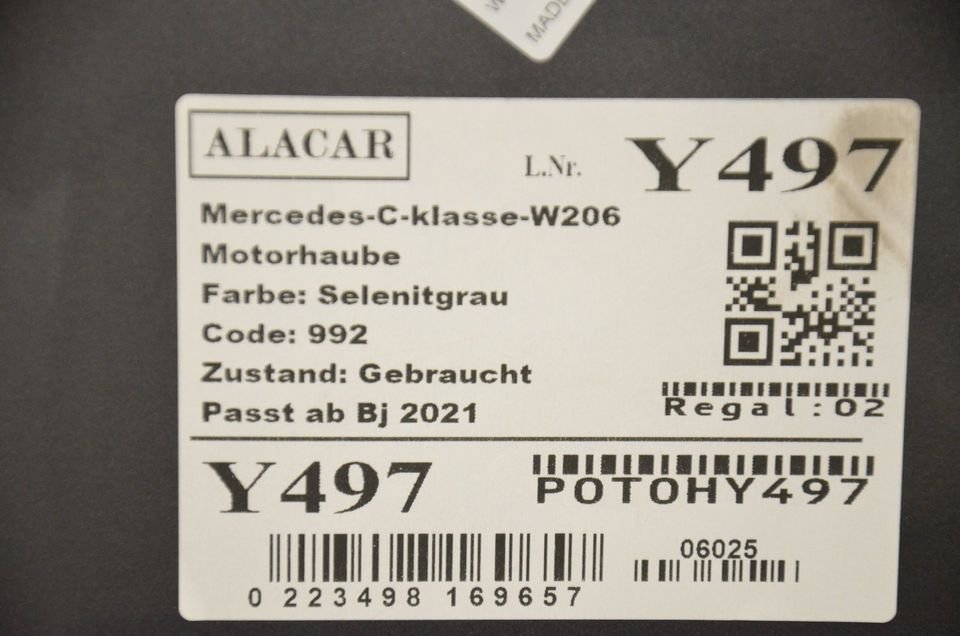 MADE
ALACAR
L.Nr. Y497
Mercedes-C-klasse-W206
Motorhaube
Farbe: Selenitgrau
Code: 992
Zustand: Gebraucht
Passt ab Bj 2021
Regal:02
Y497
POTOHY497
06025
0 223498 169657